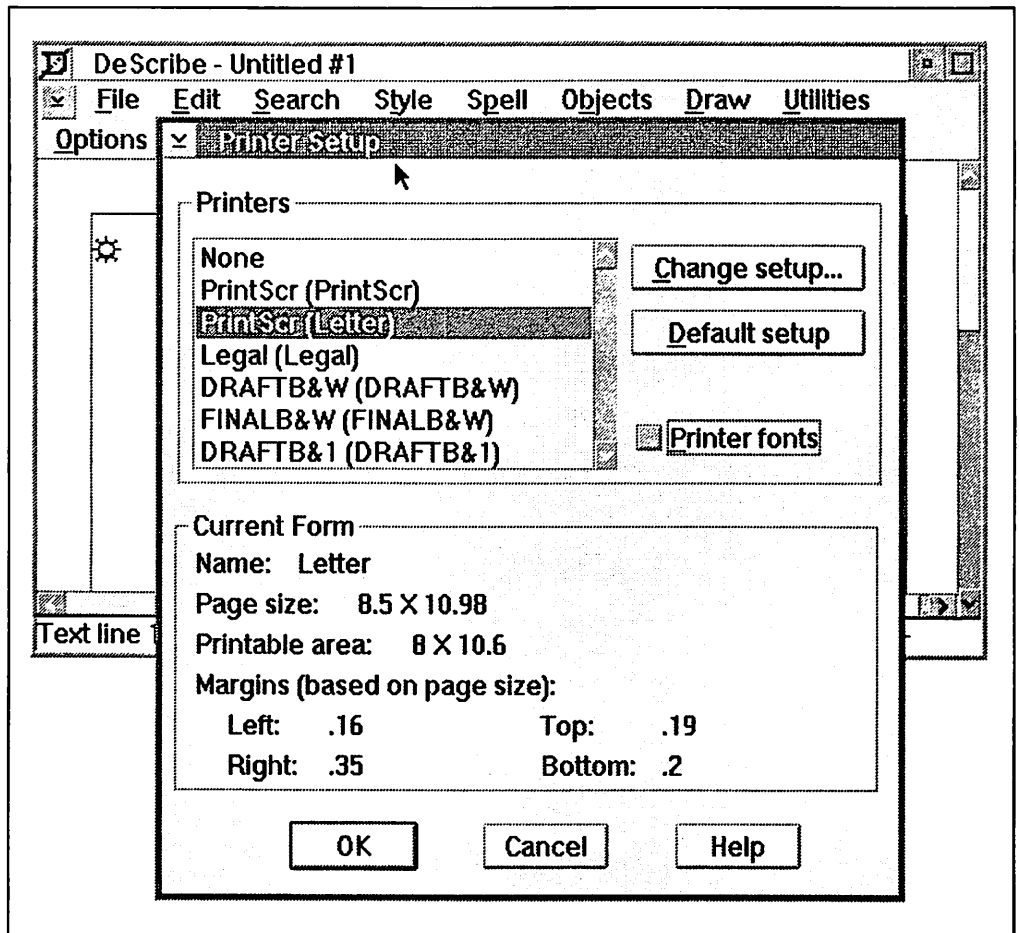 DeScribe - Untitled #1
File Edit Search Style Spell Objects Draw Utilities
Options
Printer Setup
Printers
None
PrintScr (PrintScr)
PrintScr (Letter)
Legal (Legal)
DRAFTB&W (DRAFTB&W)
FINALB&W (FINALB&W)
DRAFTB&1 (DRAFTB&1)
Change setup...
Default setup
Printer fonts
Current Form
Name: Letter
Page size: 8.5 X 10.98
Printable area: 8 X 10.6
Margins (based on page size):
Left: .16 Top: .19
Right: .35 Bottom: .2
Text line 1
OK Cancel Help